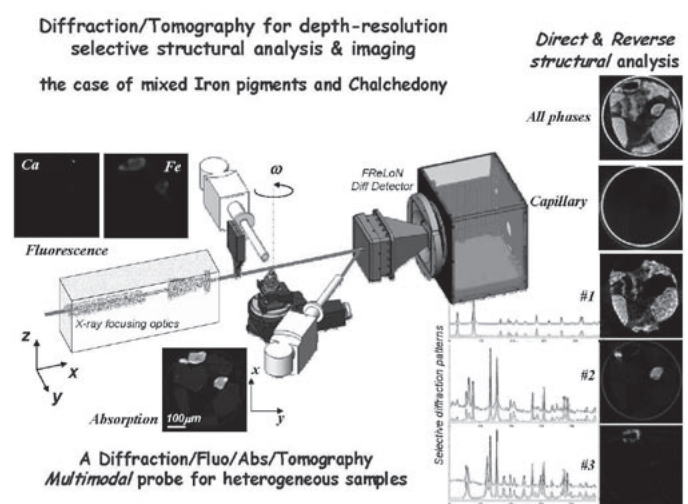 Diffraction/Tomography for depth-resolution
selective structural analysis & imaging
the case of mixed Iron pigments and Chalchedony
Direct & Reverse
structural analysis
All phases
Capillary
#1
#2
#3
Selective diffraction patterns
Ca
Fe
Fluorescence
ω
FReLoN
Diff Detector
X-ray focusing optics
z
x
y
Absorption
100μm
x
y
A Diffraction/Fluo/Abs/Tomography
Multimodal probe for heterogeneous samples